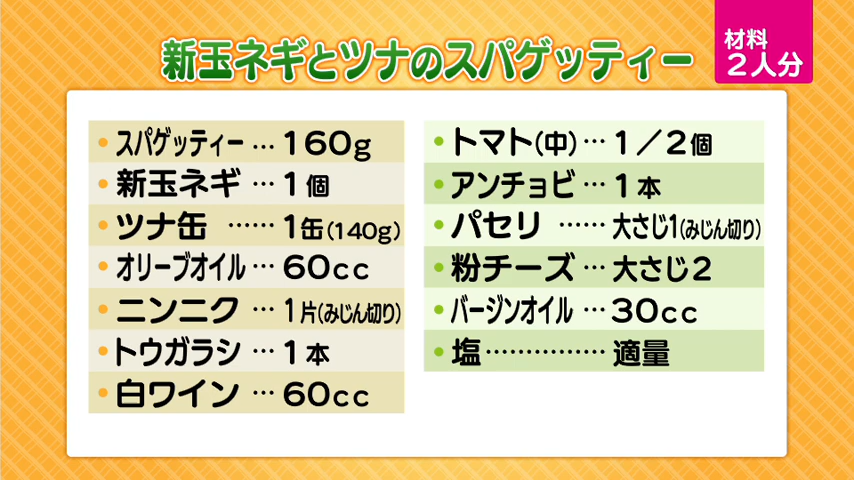 新玉ネギとツナのスパゲッティー
材料
2人分
・スパゲッティー…160g
・新玉ネギ…1個
・ツナ缶……1缶(140g)
・オリーブオイル…60cc
・ニンニク…1片(みじん切り)
・トウガラシ…1本
・白ワイン…60cc
・トマト(中)…1/2個
・アンチョビ…1本
・パセリ……大さじ1(みじん切り)
・粉チーズ…大さじ2
・バージンオイル…30cc
・塩……………適量